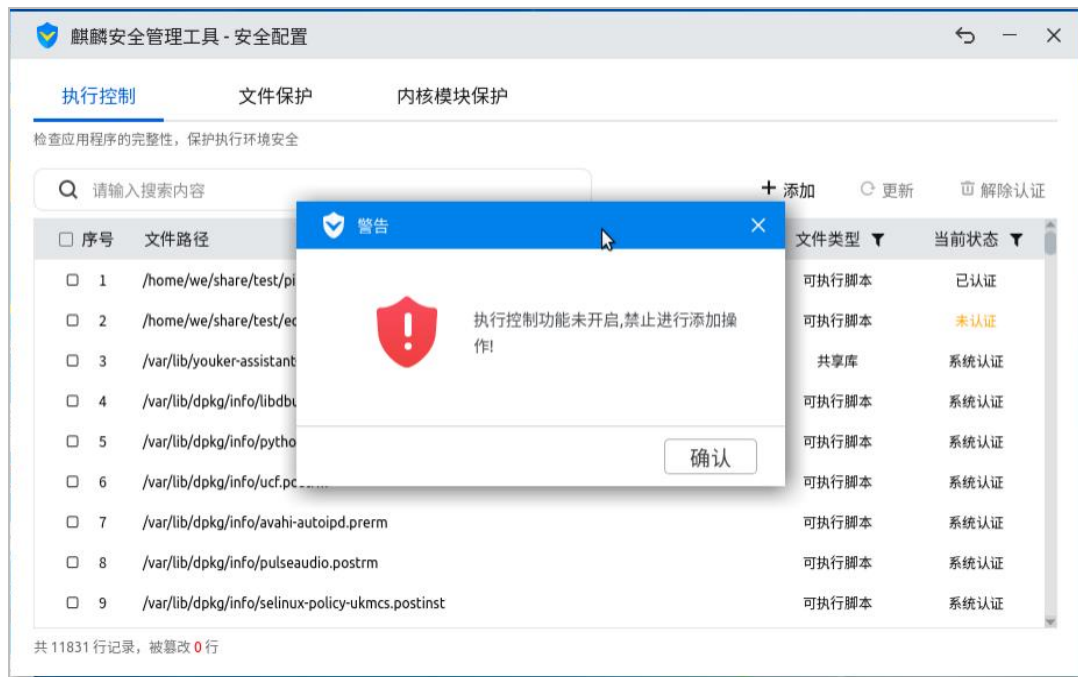 麒麟安全管理工具 - 安全配置
执行控制 文件保护 内核模块保护
检查应用程序的完整性，保护执行环境安全
请输入搜索内容 + 添加 更新 解除认证
序号 文件路径 文件类型 当前状态
警告
执行控制功能未开启,禁止进行添加操
作!
确认
1 /home/we/share/test/pi 可执行脚本 已认证
2 /home/we/share/test/ec 可执行脚本 未认证
3 /var/lib/youker-assistant 共享库 系统认证
4 /var/lib/dpkg/info/libdbu 可执行脚本 系统认证
5 /var/lib/dpkg/info/pytho 可执行脚本 系统认证
6 /var/lib/dpkg/info/ucf.postrm 可执行脚本 系统认证
7 /var/lib/dpkg/info/avahi-autoipd.prerm 可执行脚本 系统认证
8 /var/lib/dpkg/info/pulseaudio.postrm 可执行脚本 系统认证
9 /var/lib/dpkg/info/selinux-policy-ukmcs.postinst 可执行脚本 系统认证
共 11831 行记录，被篡改 0 行